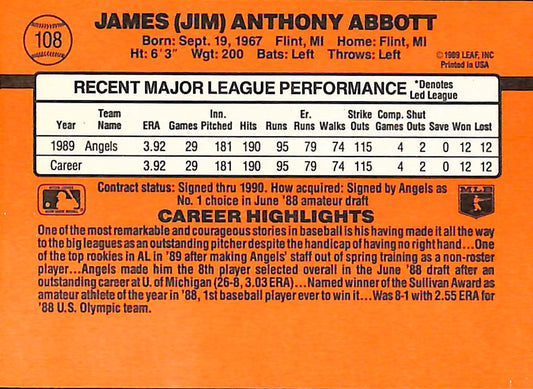 108
JAMES (JIM) ANTHONY ABBOTT
Born: Sept. 19, 1967 Flint, MI Home: Flint, MI
Ht: 6'3" Wgt: 200 Bats: Left Throws: Left
©1989 LEAF, INC
Printed in USA
RECENT MAJOR LEAGUE PERFORMANCE
*Denotes
Led League
Team Inn. Er. Strike Comp. Shut
Year Name ERA Games Pitched Hits Runs Runs Walks Outs Games Outs Save Won Lost
1989 Angels 3.92 29 181 190 95 79 74 115 4 2 0 12 12
Career 3.92 29 181 190 95 79 74 115 4 2 0 12 12
Contract status: Signed thru 1990. How acquired: Signed by Angels as
No. 1 choice in June '88 amateur draft
MLB
CAREER HIGHLIGHTS
One of the most remarkable and courageous stories in baseball is his having made it all the way
to the big leagues as an outstanding pitcher despite the handicap of having no right hand...One
of the top rookies in AL in '89 after making Angels' staff out of spring training as a non-roster
player...Angels made him the 8th player selected overall in the June '88 draft after an
outstanding career at U. of Michigan (26-8, 3.03 ERA)...Named winner of the Sullivan Award as
amateur athlete of the year in '88, 1st baseball player ever to win it...Was 8-1 with 2.55 ERA for
'88 U.S. Olympic team.